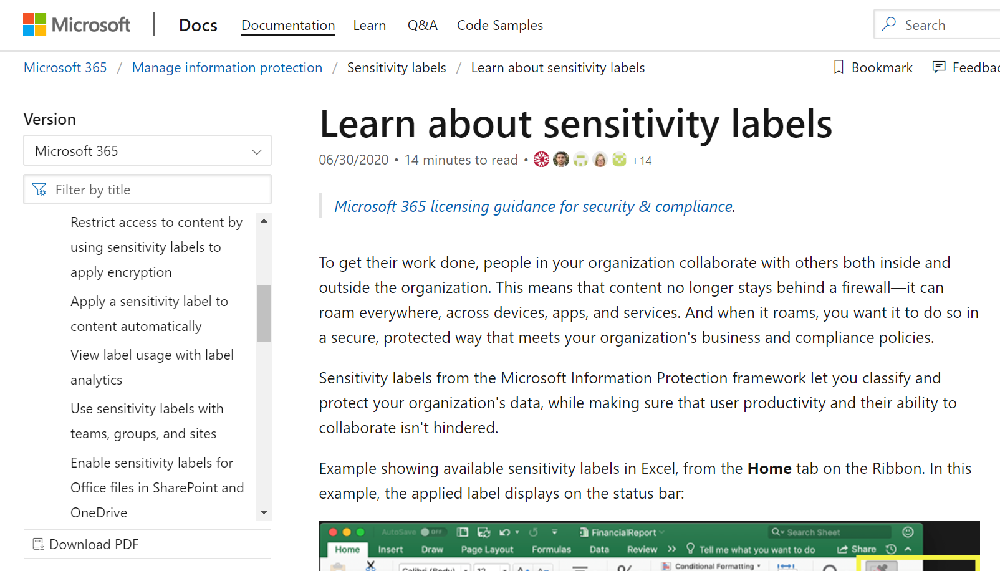 Microsoft
Docs
Documentation
Learn
Q&A
Code Samples
Search
Microsoft 365 / Manage information protection / Sensitivity labels / Learn about sensitivity labels
Bookmark
Feedbac
Version
Microsoft 365
Filter by title
Restrict access to content by
using sensitivity labels to
apply encryption
Apply a sensitivity label to
content automatically
View label usage with label
analytics
Use sensitivity labels with
teams, groups, and sites
Enable sensitivity labels for
Office files in SharePoint and
OneDrive
Download PDF
Learn about sensitivity labels
06/30/2020 • 14 minutes to read • +14
Microsoft 365 licensing guidance for security & compliance.
To get their work done, people in your organization collaborate with others both inside and
outside the organization. This means that content no longer stays behind a firewall—it can
roam everywhere, across devices, apps, and services. And when it roams, you want it to do so in
a secure, protected way that meets your organization's business and compliance policies.
Sensitivity labels from the Microsoft Information Protection framework let you classify and
protect your organization's data, while making sure that user productivity and their ability to
collaborate isn't hindered.
Example showing available sensitivity labels in Excel, from the Home tab on the Ribbon. In this
example, the applied label displays on the status bar:
AutoSave OFF FinancialReport Search Sheet
Home Insert Draw Page Layout Formulas Data Review >> Tell me what you want to do Share
Calibri (Body) 12 A A % Conditional Formatting